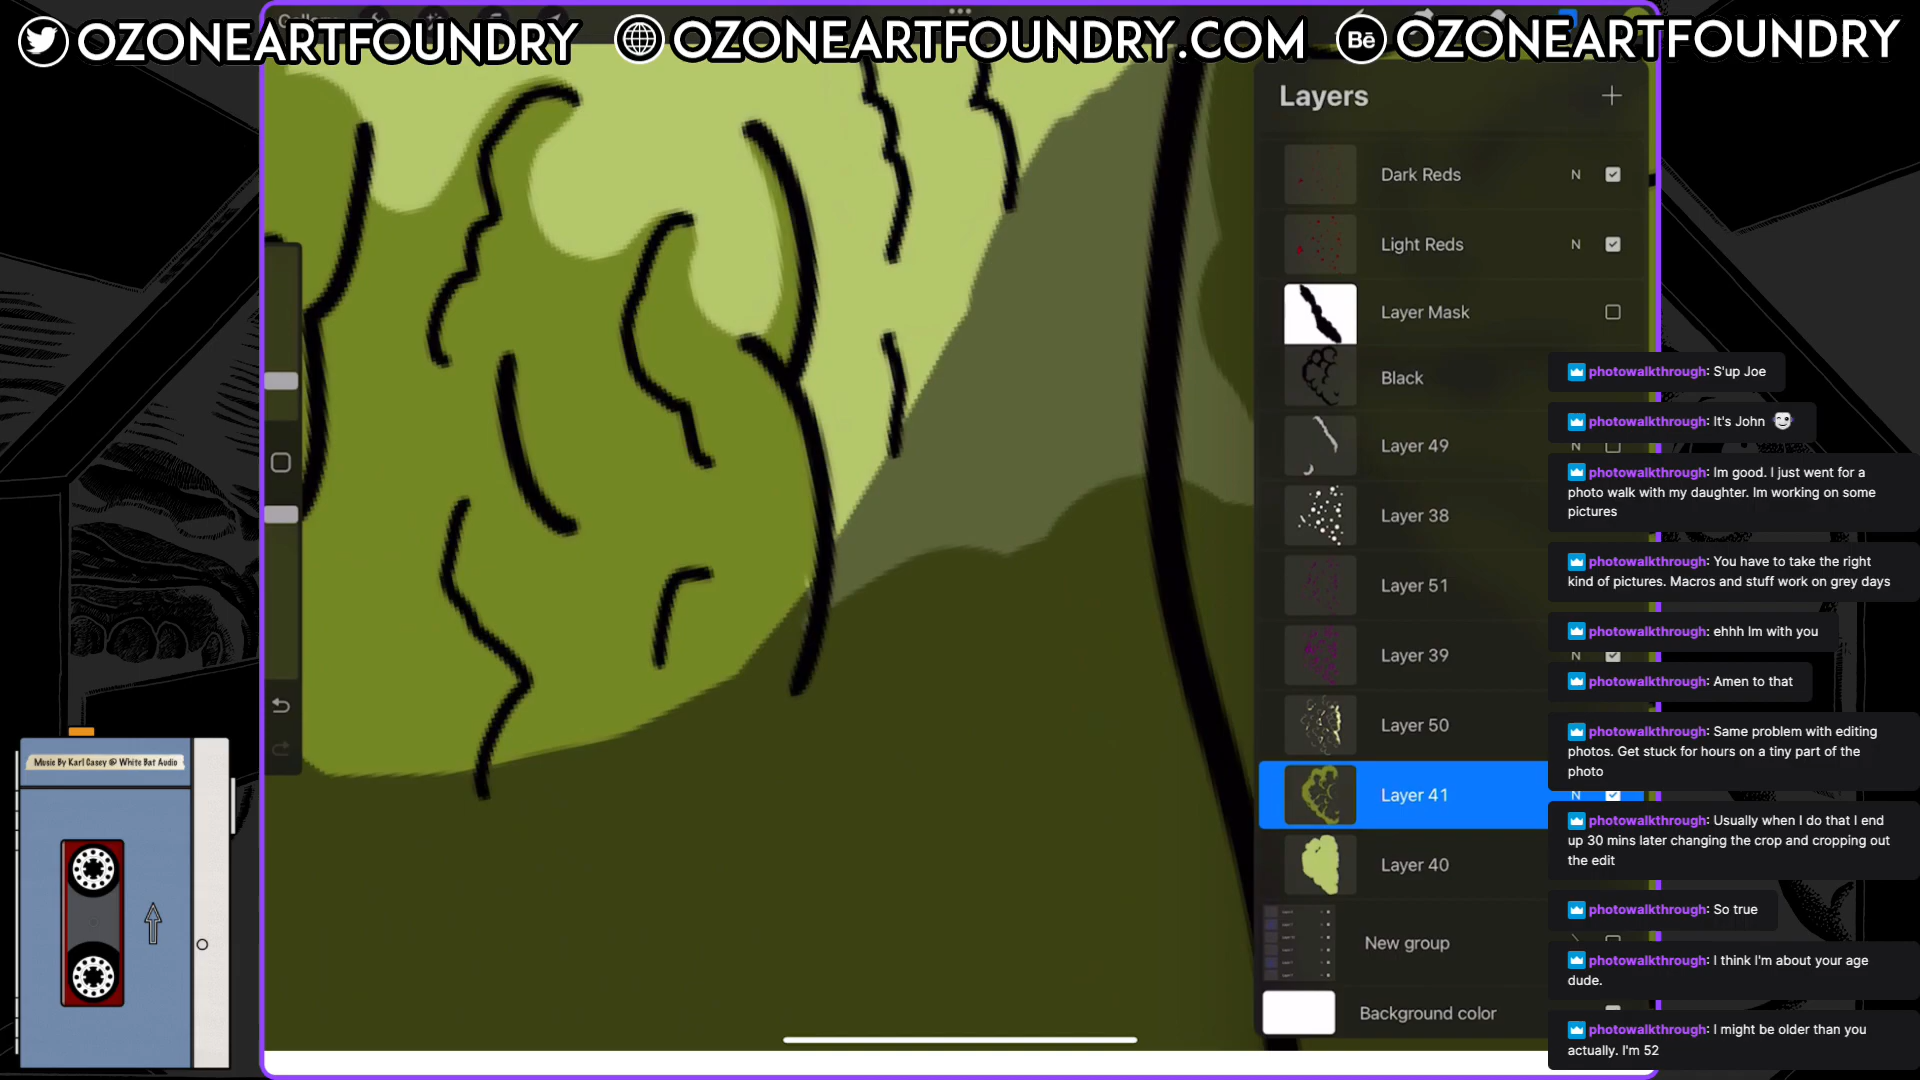 OZONEARTFOUNDRY
OZONEARTFOUNDRY.COM
Bē
OZONEARTFOUNDRY
Layers
Dark Reds
N
Light Reds
N
Layer Mask
Black
Layer 49
N
Layer 38
Layer 51
Layer 39
N
Layer 50
Layer 41
N
Layer 40
New group
Background color
photowalkthrough: S'up Joe
photowalkthrough: It's John
photowalkthrough: Im good. I just went for a
photo walk with my daughter. Im working on some
pictures
photowalkthrough: You have to take the right
kind of pictures. Macros and stuff work on grey days
photowalkthrough: ehhh Im with you
photowalkthrough: Amen to that
photowalkthrough: Same problem with editing
photos. Get stuck for hours on a tiny part of the
photo
photowalkthrough: Usually when I do that I end
up 30 mins later changing the crop and cropping out
the edit
photowalkthrough: So true
photowalkthrough: I think I'm about your age
dude.
photowalkthrough: I might be older than you
actually. I'm 52
Music By Karl Casey @ White Bat Audio